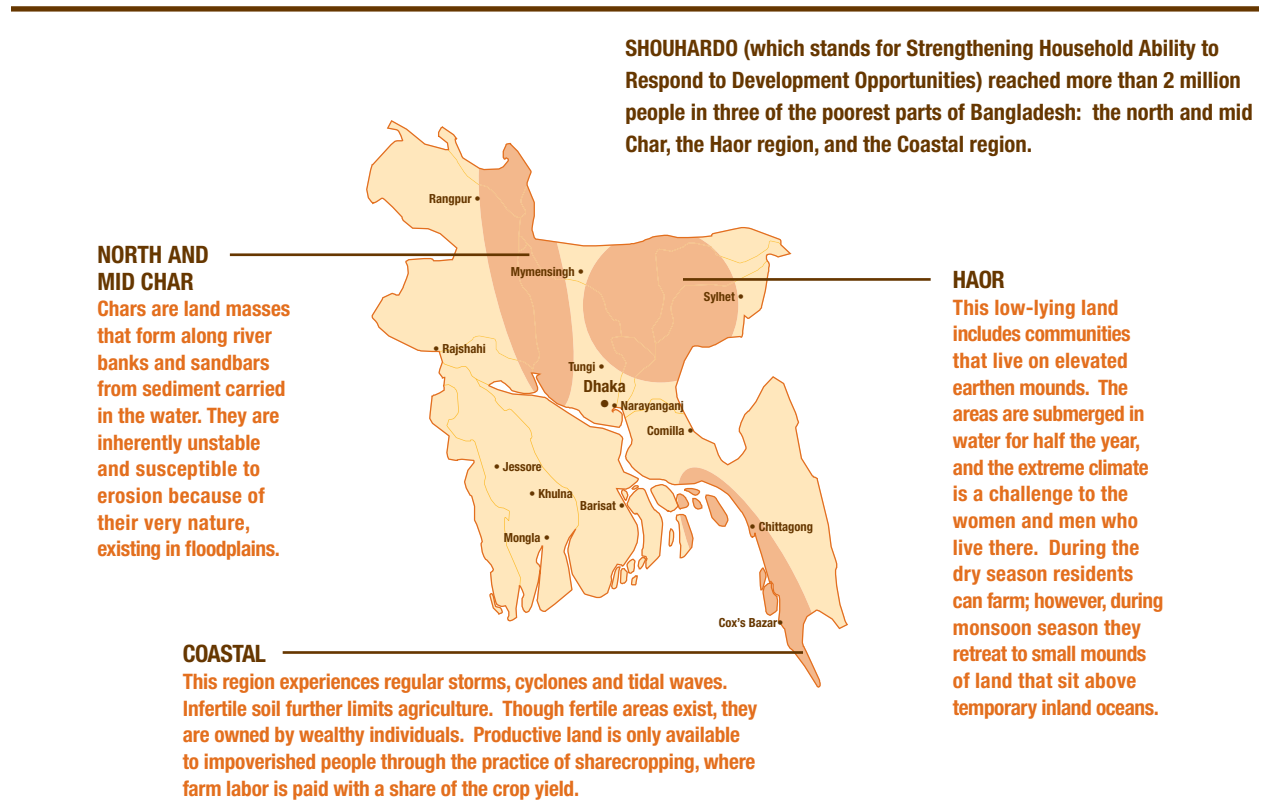 SHOUHARDO (which stands for Strengthening Household Ability to
Respond to Development Opportunities) reached more than 2 million
people in three of the poorest parts of Bangladesh: the north and mid
Char, the Haor region, and the Coastal region.
Rangpur
NORTH AND
MID CHAR
Chars are land masses
that form along river
banks and sandbars
from sediment carried
in the water. They are
inherently unstable
and susceptible to
erosion because of
their very nature,
existing in floodplains.
Mymensingh
Sylhet
Rajshahi
Tungi
Dhaka
Narayanganj
Comilla
Jessore
Khulna
Barisat
Chittagong
Mongla
Cox's Bazar
HAOR
This low-lying land
includes communities
that live on elevated
earthen mounds. The
areas are submerged in
water for half the year,
and the extreme climate
is a challenge to the
women and men who
live there. During the
dry season residents
can farm; however, during
monsoon season they
retreat to small mounds
of land that sit above
temporary inland oceans.
COASTAL
This region experiences regular storms, cyclones and tidal waves.
Infertile soil further limits agriculture. Though fertile areas exist, they
are owned by wealthy individuals. Productive land is only available
to impoverished people through the practice of sharecropping, where
farm labor is paid with a share of the crop yield.